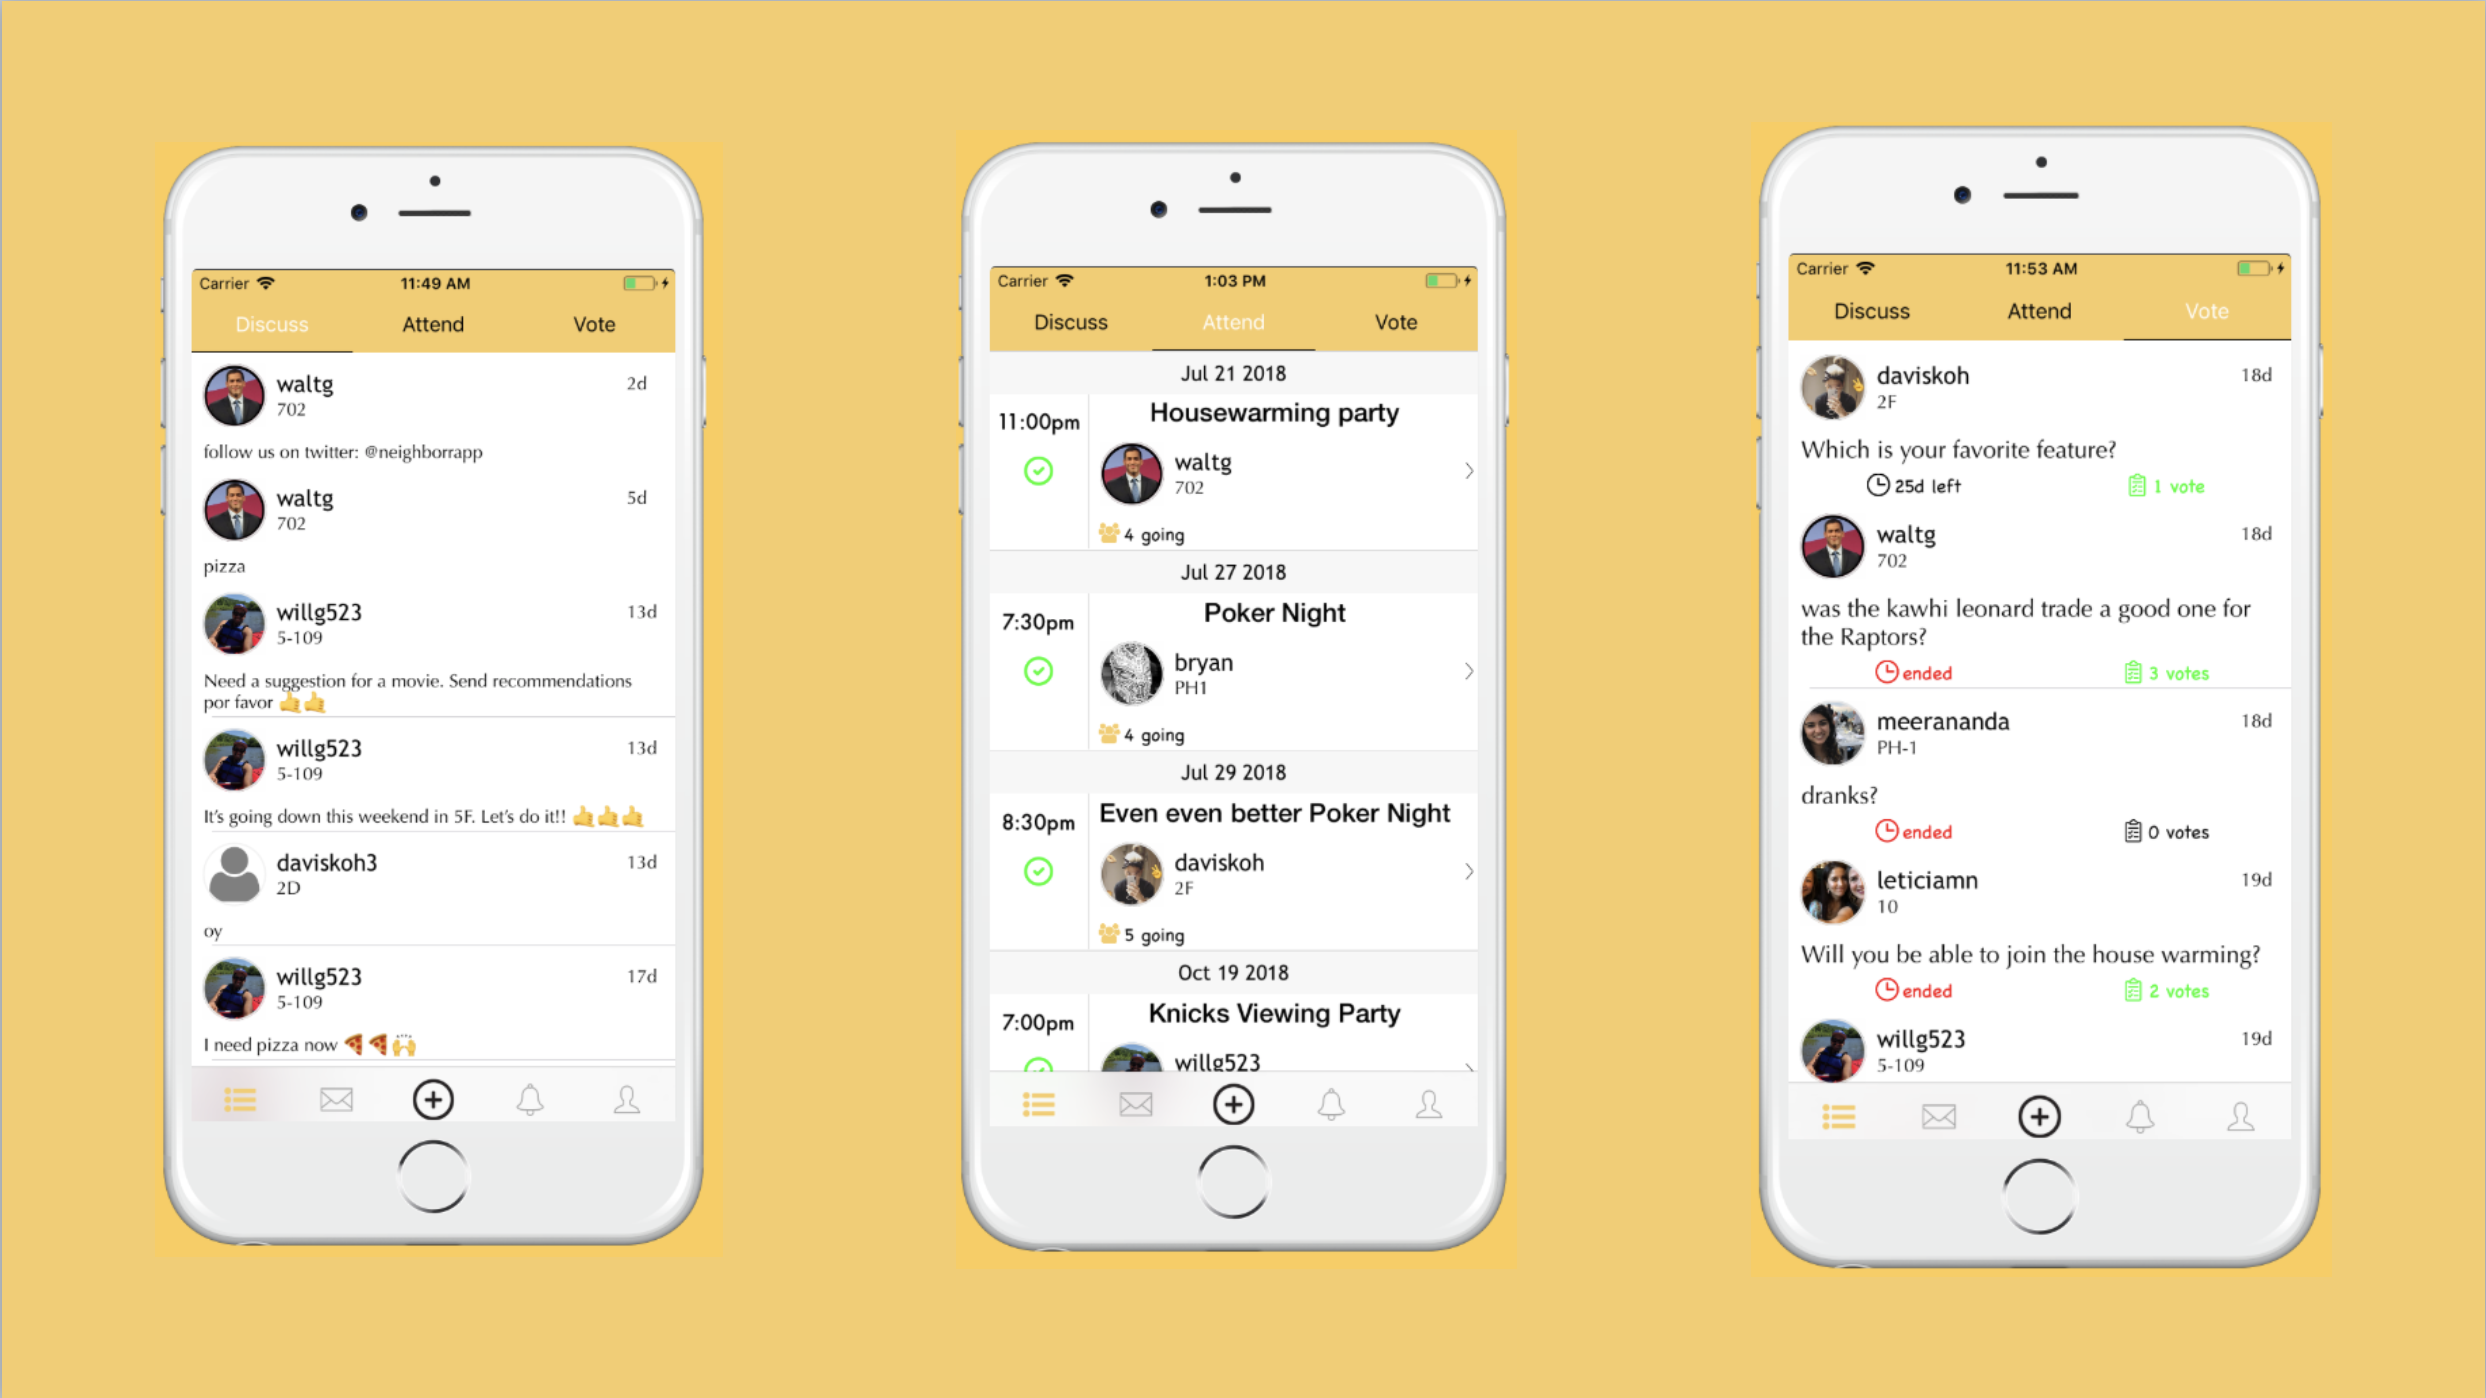 Carrier 11:49 AM
Discuss Attend Vote
waltg 2d
702
follow us on twitter: @neighborrapp
waltg 5d
702
pizza
willg523 13d
5-109
Need a suggestion for a movie. Send recommendations
por favor 🤙🤙
willg523 13d
5-109
It's going down this weekend in 5F. Let's do it!! 🤙🤙🤙
daviskoh3 13d
2D
oy
willg523 17d
5-109
I need pizza now 🍕🍕🙌
Carrier 1:03 PM
Discuss Attend Vote
Jul 21 2018
11:00pm Housewarming party
waltg
702
4 going
Jul 27 2018
7:30pm Poker Night
bryan
PH1
4 going
Jul 29 2018
8:30pm Even even better Poker Night
daviskoh
2F
5 going
Oct 19 2018
7:00pm Knicks Viewing Party
willg523
Carrier 11:53 AM
Discuss Attend Vote
daviskoh 18d
2F
Which is your favorite feature?
25d left 1 vote
waltg 18d
702
was the kawhi leonard trade a good one for
the Raptors?
ended 3 votes
meerananda 18d
PH-1
dranks?
ended 0 votes
leticiamn 19d
10
Will you be able to join the house warming?
ended 2 votes
willg523 19d
5-109